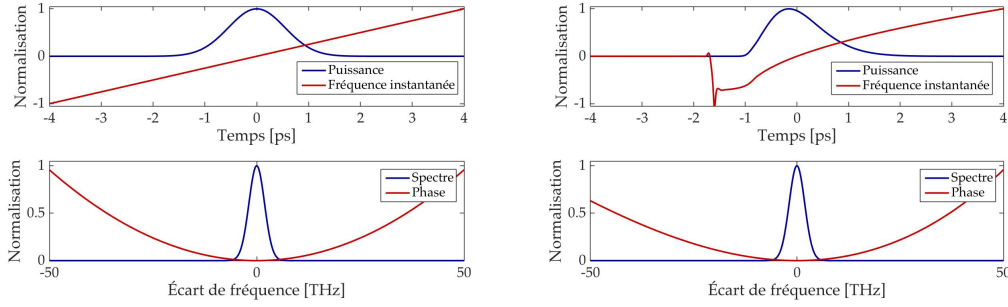 Normalisation
1
0
-1
Puissance
Fréquence instantanée
-4 -3 -2 -1 0 1 2 3 4
Temps [ps]
Normalisation
1
0
-1
Puissance
Fréquence instantanée
-4 -3 -2 -1 0 1 2 3 4
Temps [ps]
Normalisation
1
0.5
0
Spectre
Phase
-50 0 50
Écart de fréquence [THz]
Normalisation
1
0.5
0
Spectre
Phase
-50 0 50
Écart de fréquence [THz]